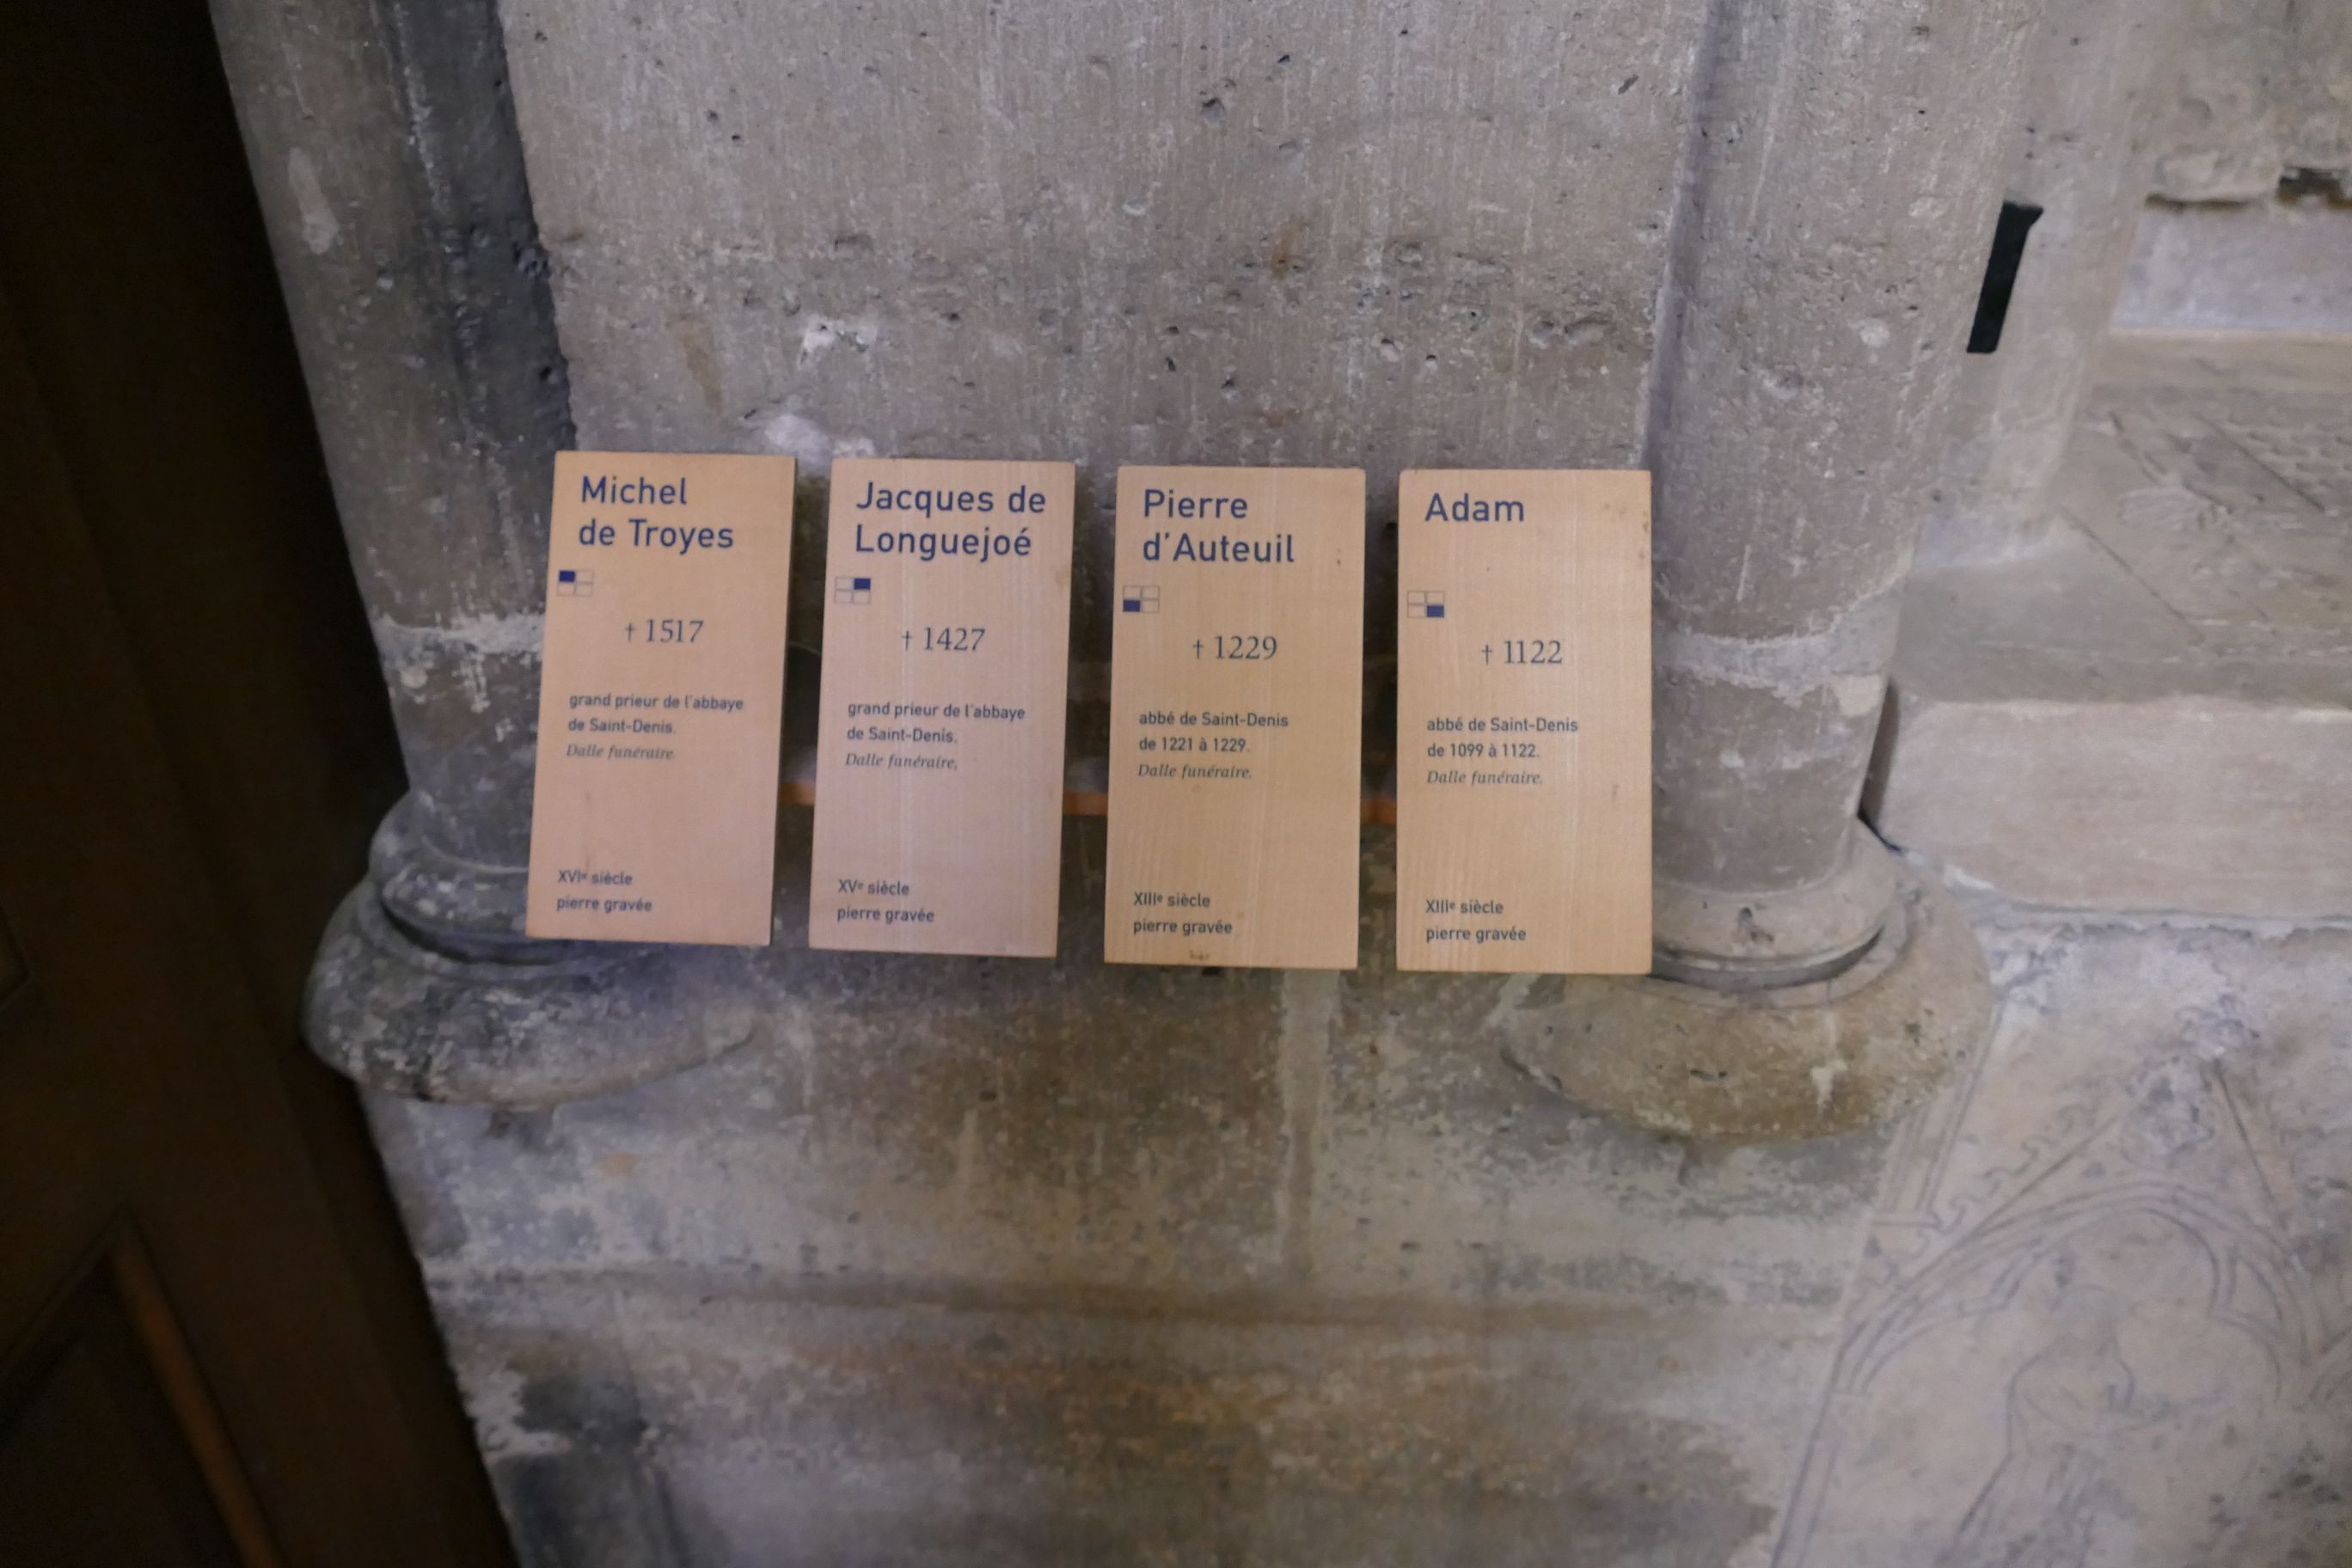 Michel
de Troyes
† 1517
grand prieur de l'abbaye
de Saint-Denis.
Dalle funéraire.
XVIe siècle
pierre gravée
Jacques de
Longuejoé
† 1427
grand prieur de l'abbaye
de Saint-Denis.
Dalle funéraire.
XVe siècle
pierre gravée
Pierre
d'Auteuil
† 1229
abbé de Saint-Denis
de 1221 à 1229.
Dalle funéraire.
XIIIe siècle
pierre gravée
Adam
† 1122
abbé de Saint-Denis
de 1099 à 1122.
Dalle funéraire.
XIIIe siècle
pierre gravée